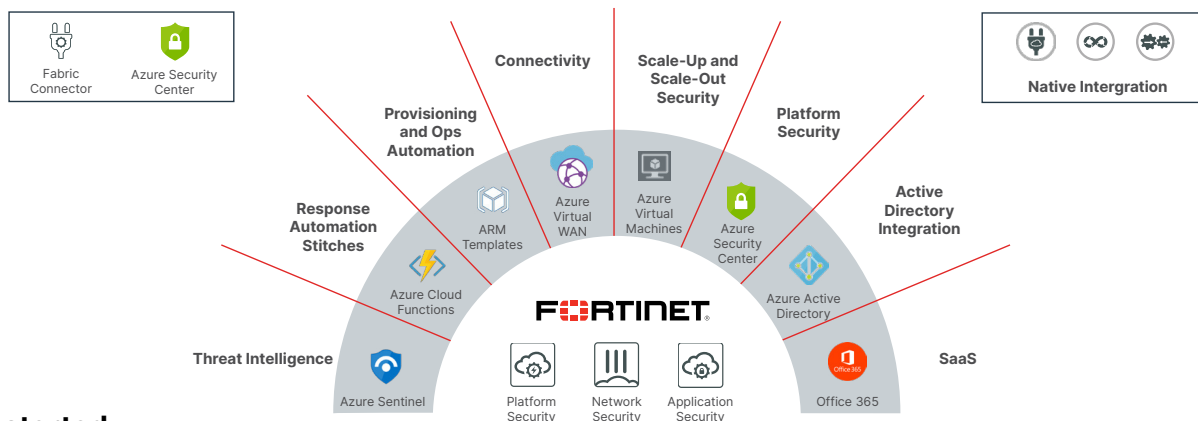 Fabric
Connector
Azure Security
Center
Connectivity
Scale-Up and
Scale-Out
Security
Native Intergration
Provisioning
and Ops
Automation
Platform
Security
Response
Automation
Stitches
Active
Directory
Integration
Threat Intelligence
SaaS
Azure Sentinel
Azure Cloud
Functions
ARM
Templates
Azure
Virtual
WAN
Azure
Virtual
Machines
Azure
Security
Center
Azure Active
Directory
Office 365
Office 365
FORTINET®
Platform
Security
Network
Security
Application
Security